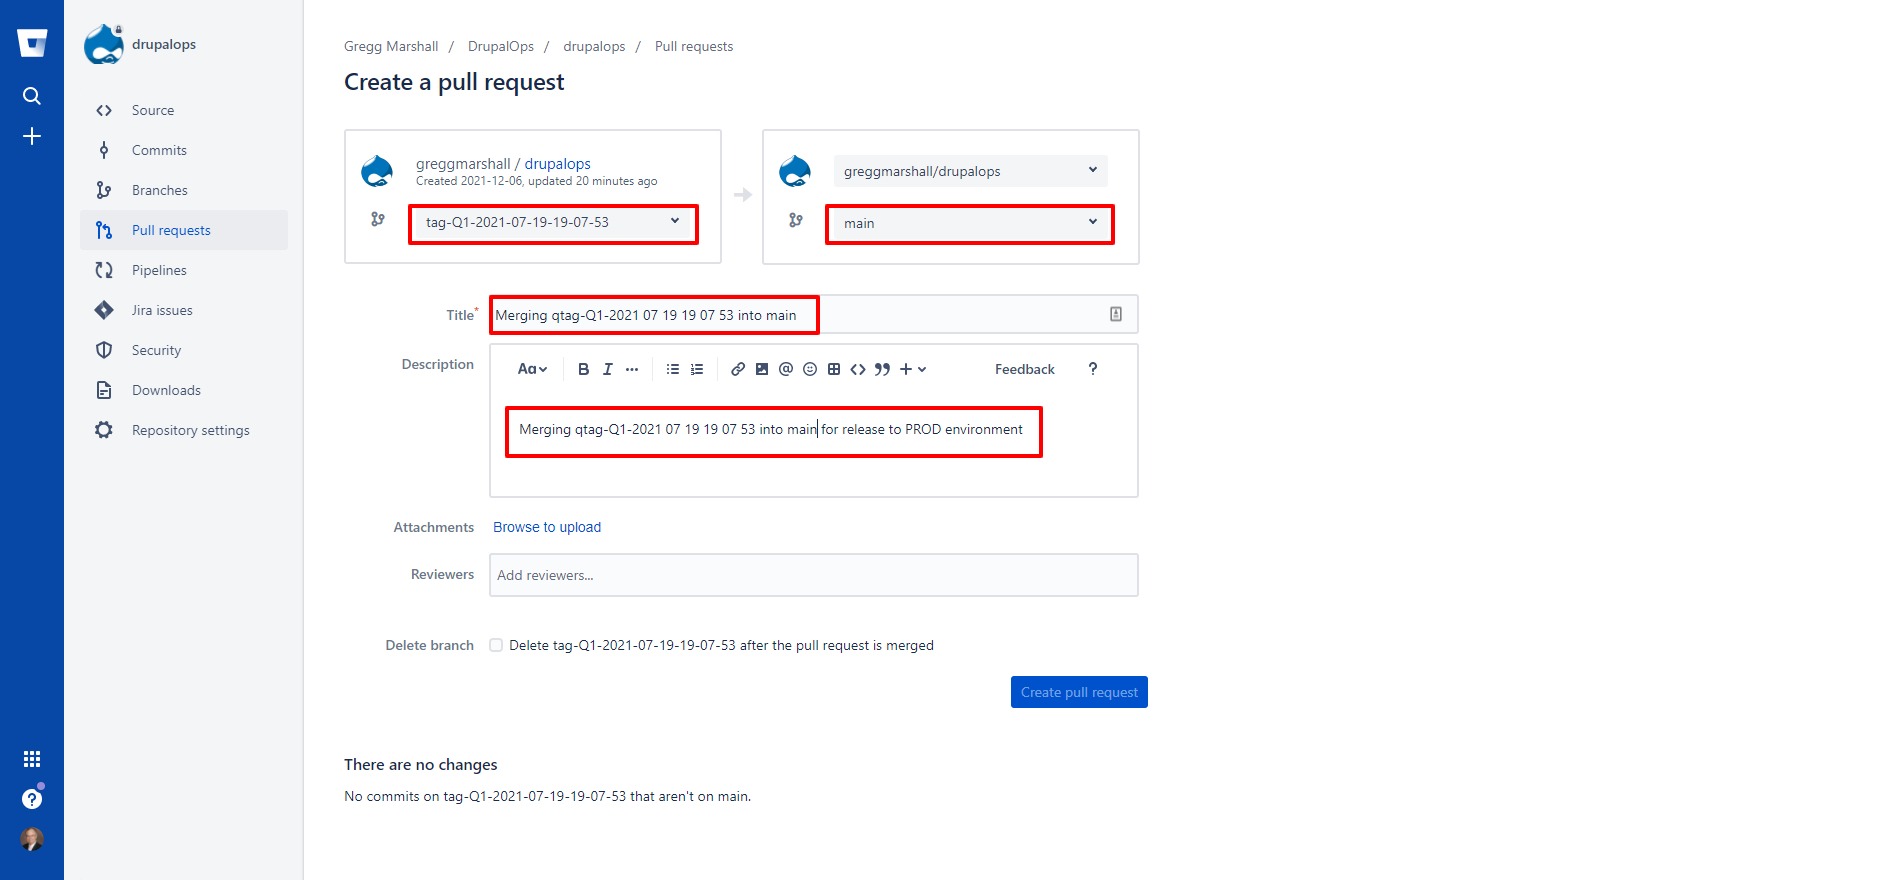 drupalops
Source
Commits
Branches
Pull requests
Pipelines
Jira issues
Security
Downloads
Repository settings
Gregg Marshall / DrupalOps / drupalops / Pull requests
Create a pull request
greggmarshall / drupalops
Created 2021-12-06, updated 20 minutes ago
tag-Q1-2021-07-19-19-07-53
greggmarshall/drupalops
main
Title* Merging qtag-Q1-2021 07 19 19 07 53 into main
Description
Aa B I ... @ <> + Feedback ?
Merging qtag-Q1-2021 07 19 19 07 53 into main for release to PROD environment
Attachments Browse to upload
Reviewers Add reviewers...
Delete branch Delete tag-Q1-2021-07-19-19-07-53 after the pull request is merged
Create pull request
There are no changes
No commits on tag-Q1-2021-07-19-19-07-53 that aren't on main.